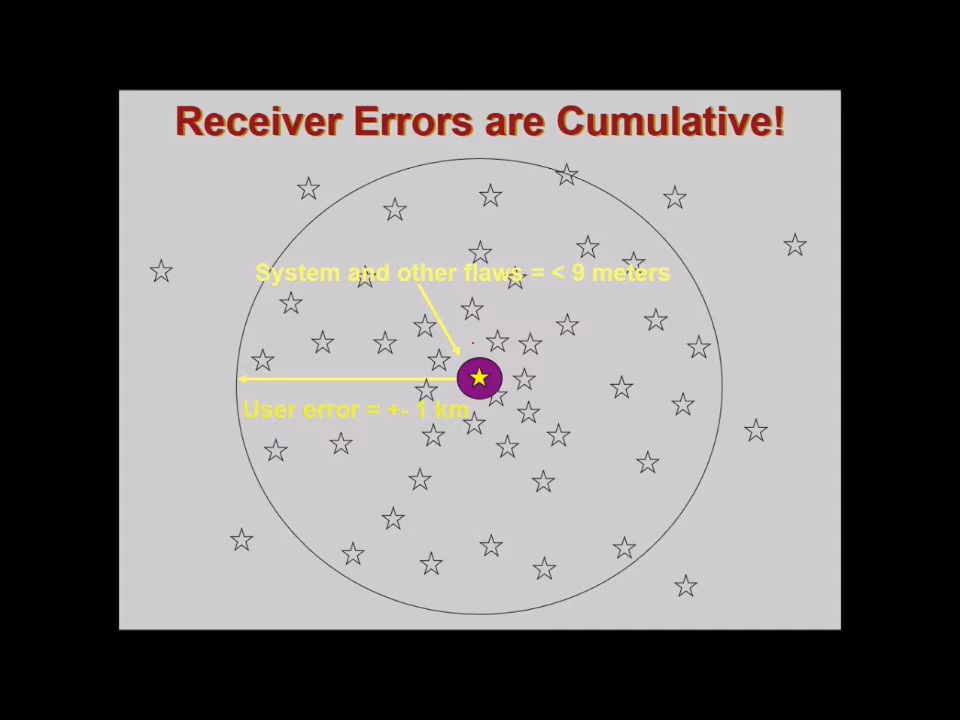 Receiver Errors are Cumulative!
System and other flaws = < 9 meters
User error = +- 1 km